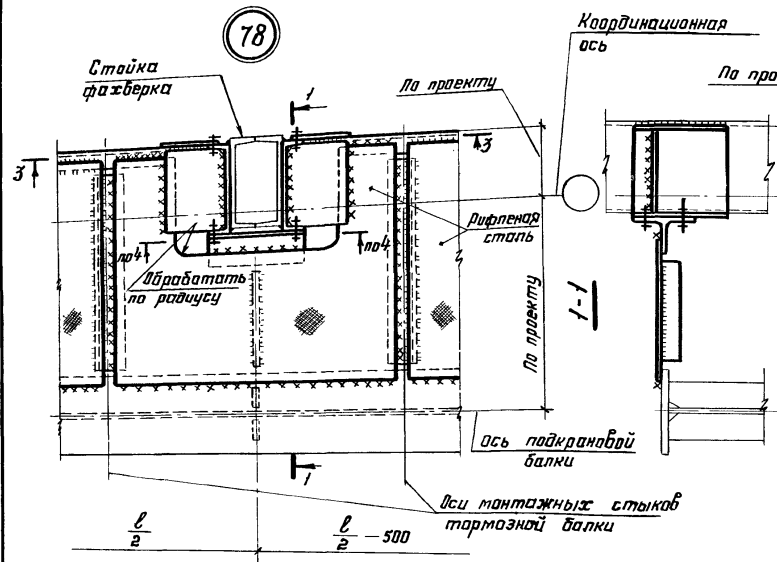 78
Координационная
ось
Стойка
фахверка
1
По проекту
По про
3
3
Рифленая
сталь
по4
по4
Обработать
по радиусу
По проекту
1-1
Ось подкрановой
балки
1
Оси монтажных стыков
тормозной балки
ℓ/2
ℓ/2 -500